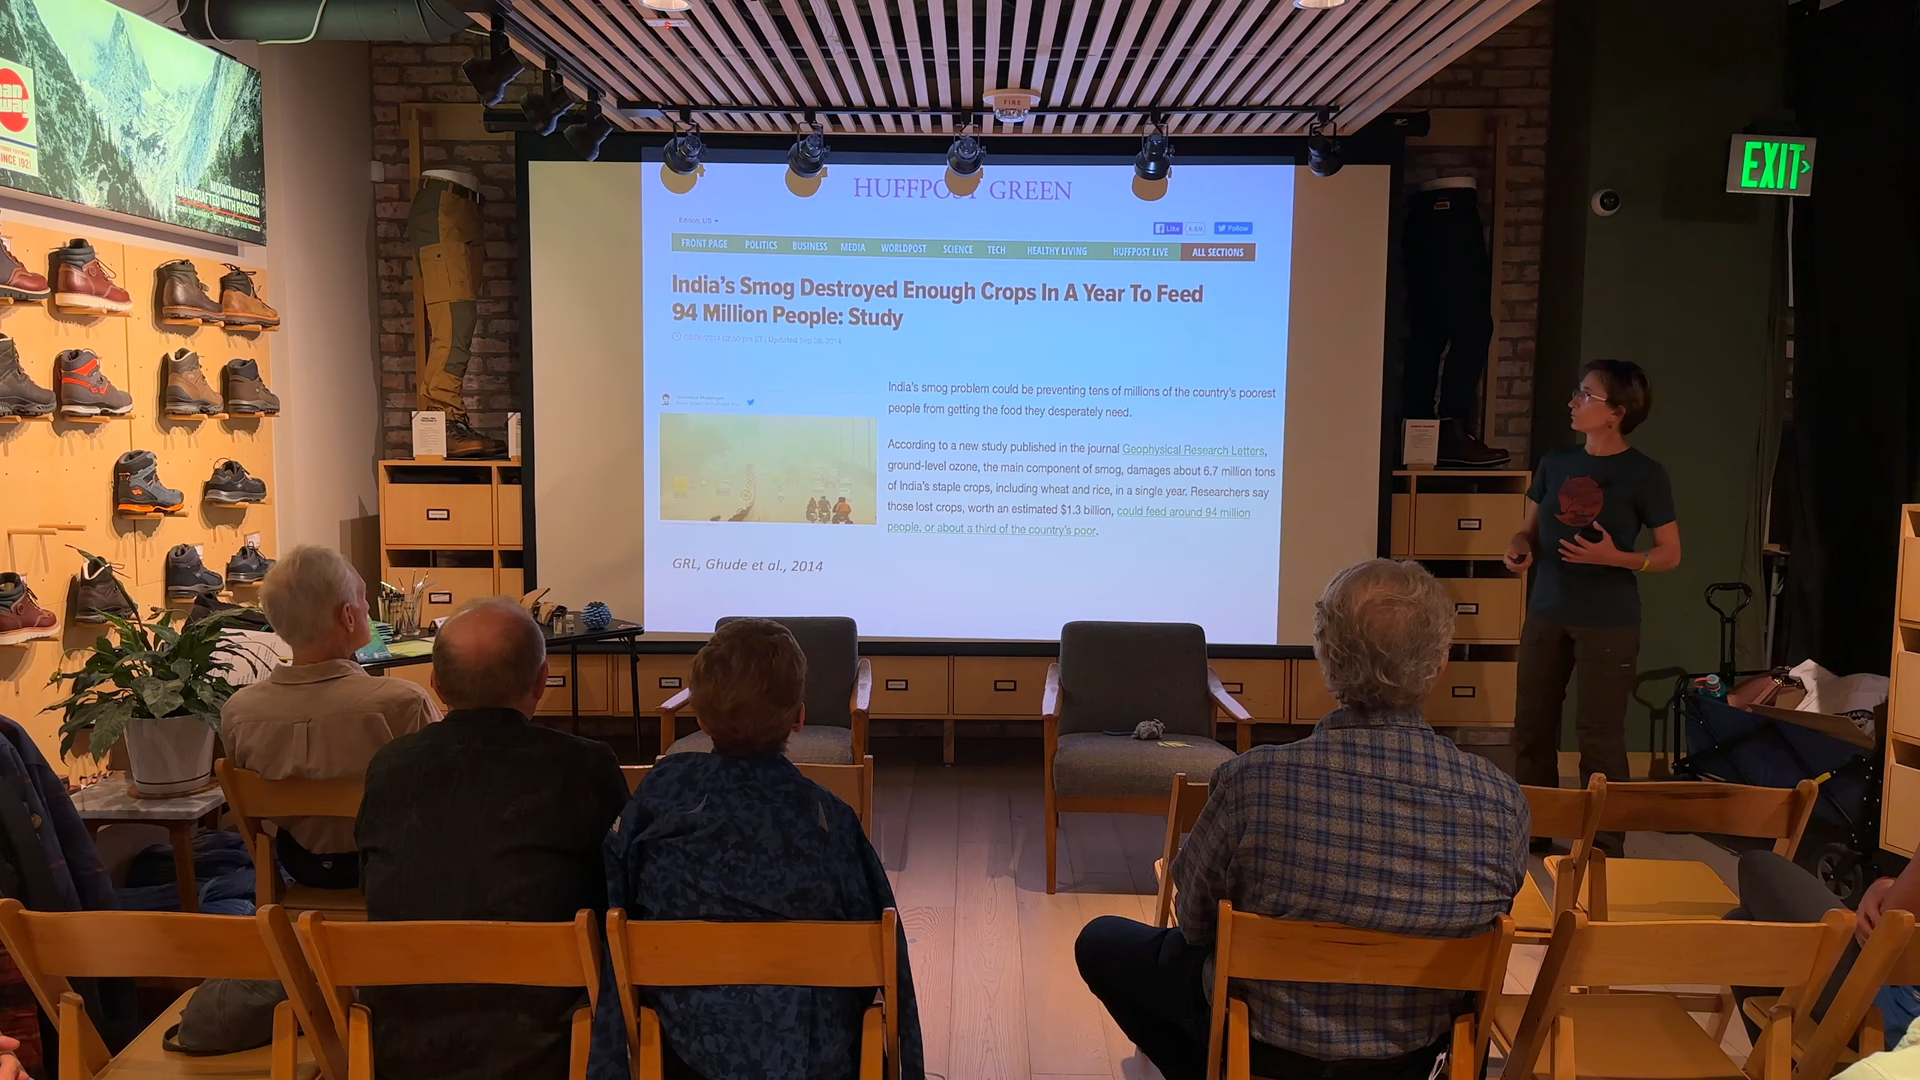 HUFFPOST GREEN
Edition: US
Like
6.8M
Follow
FRONT PAGE POLITICS BUSINESS MEDIA WORLDPOST SCIENCE TECH HEALTHY LIVING HUFFPOST LIVE ALL SECTIONS
India's Smog Destroyed Enough Crops In A Year To Feed
94 Million People: Study
Updated Sep 08, 2014
India's smog problem could be preventing tens of millions of the country's poorest
people from getting the food they desperately need.
According to a new study published in the journal Geophysical Research Letters,
ground-level ozone, the main component of smog, damages about 6.7 million tons
of India's staple crops, including wheat and rice, in a single year. Researchers say
those lost crops, worth an estimated $1.3 billion, could feed around 94 million
people, or about a third of the country's poor.
GRL, Ghude et al., 2014
EXIT
FIRE
SINCE 1921
MOUNTAIN BOOTS
HANDCRAFTED WITH PASSION